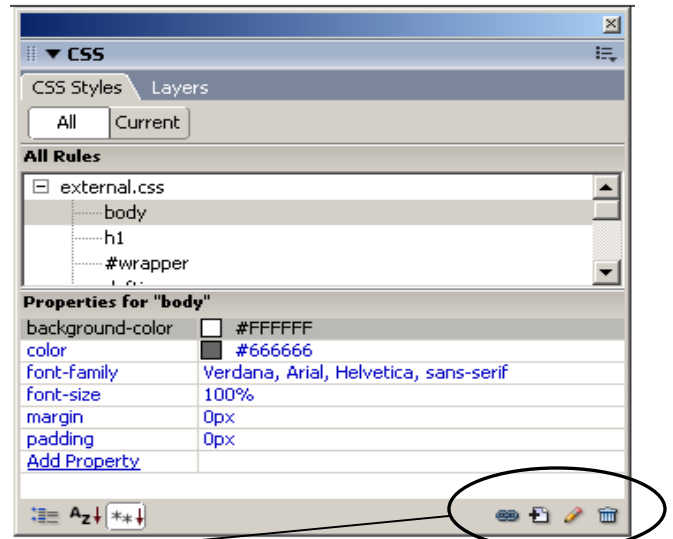 CSS
CSS Styles Layers
All Current
All Rules
external.css
body
h1
#wrapper
Properties for "body"
background-color #FFFFFF
color #666666
font-family Verdana, Arial, Helvetica, sans-serif
font-size 100%
margin 0px
padding 0px
Add Property
AZ **